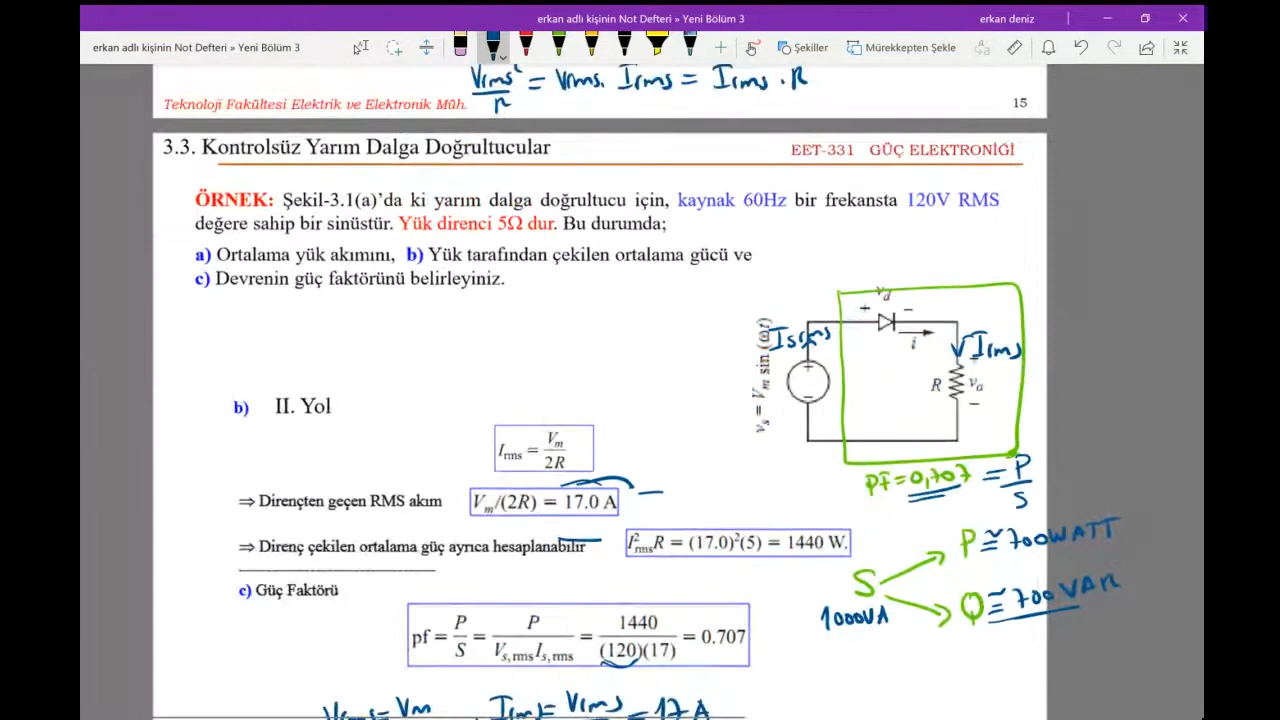 erkan adlı kişinin Not Defteri » Yeni Bölüm 3
erkan deniz
erkan adlı kişinin Not Defteri » Yeni Bölüm 3
Şekiller
Mürekkepten Şekle
Vrms² / R = Vrms. Irms = Irms . R
Teknoloji Fakültesi Elektrik ve Elektronik Müh.
15
3.3. Kontrolsüz Yarım Dalga Doğrultucular
EET-331 GÜÇ ELEKTRONİĞİ
ÖRNEK: Şekil-3.1(a)'da ki yarım dalga doğrultucu için, kaynak 60Hz bir frekansta 120V RMS
değere sahip bir sinüstür. Yük direnci 5Ω dur. Bu durumda;
a) Ortalama yük akımını, b) Yük tarafından çekilen ortalama gücü ve
c) Devrenin güç faktörünü belirleyiniz.
+ vd −
Is(rms
i
I(rms)
vs = Vm sin (ωt)
+
−
R
va
−
b) II. Yol
Irms = Vm / 2R
PF = 0,707 = P / S
⇒ Dirençten geçen RMS akım
Vm/(2R) = 17.0 A
⇒ Direnç çekilen ortalama güç ayrıca hesaplanabilir
I²rmsR = (17.0)²(5) = 1440 W.
P ≅ 700WATT
S
1000VA
Q ≅ 700VAR
c) Güç Faktörü
pf = P / S = P / Vs,rms Is,rms = 1440 / (120)(17) = 0.707
Vrms = Vm
Irms = Vrms = 17 A